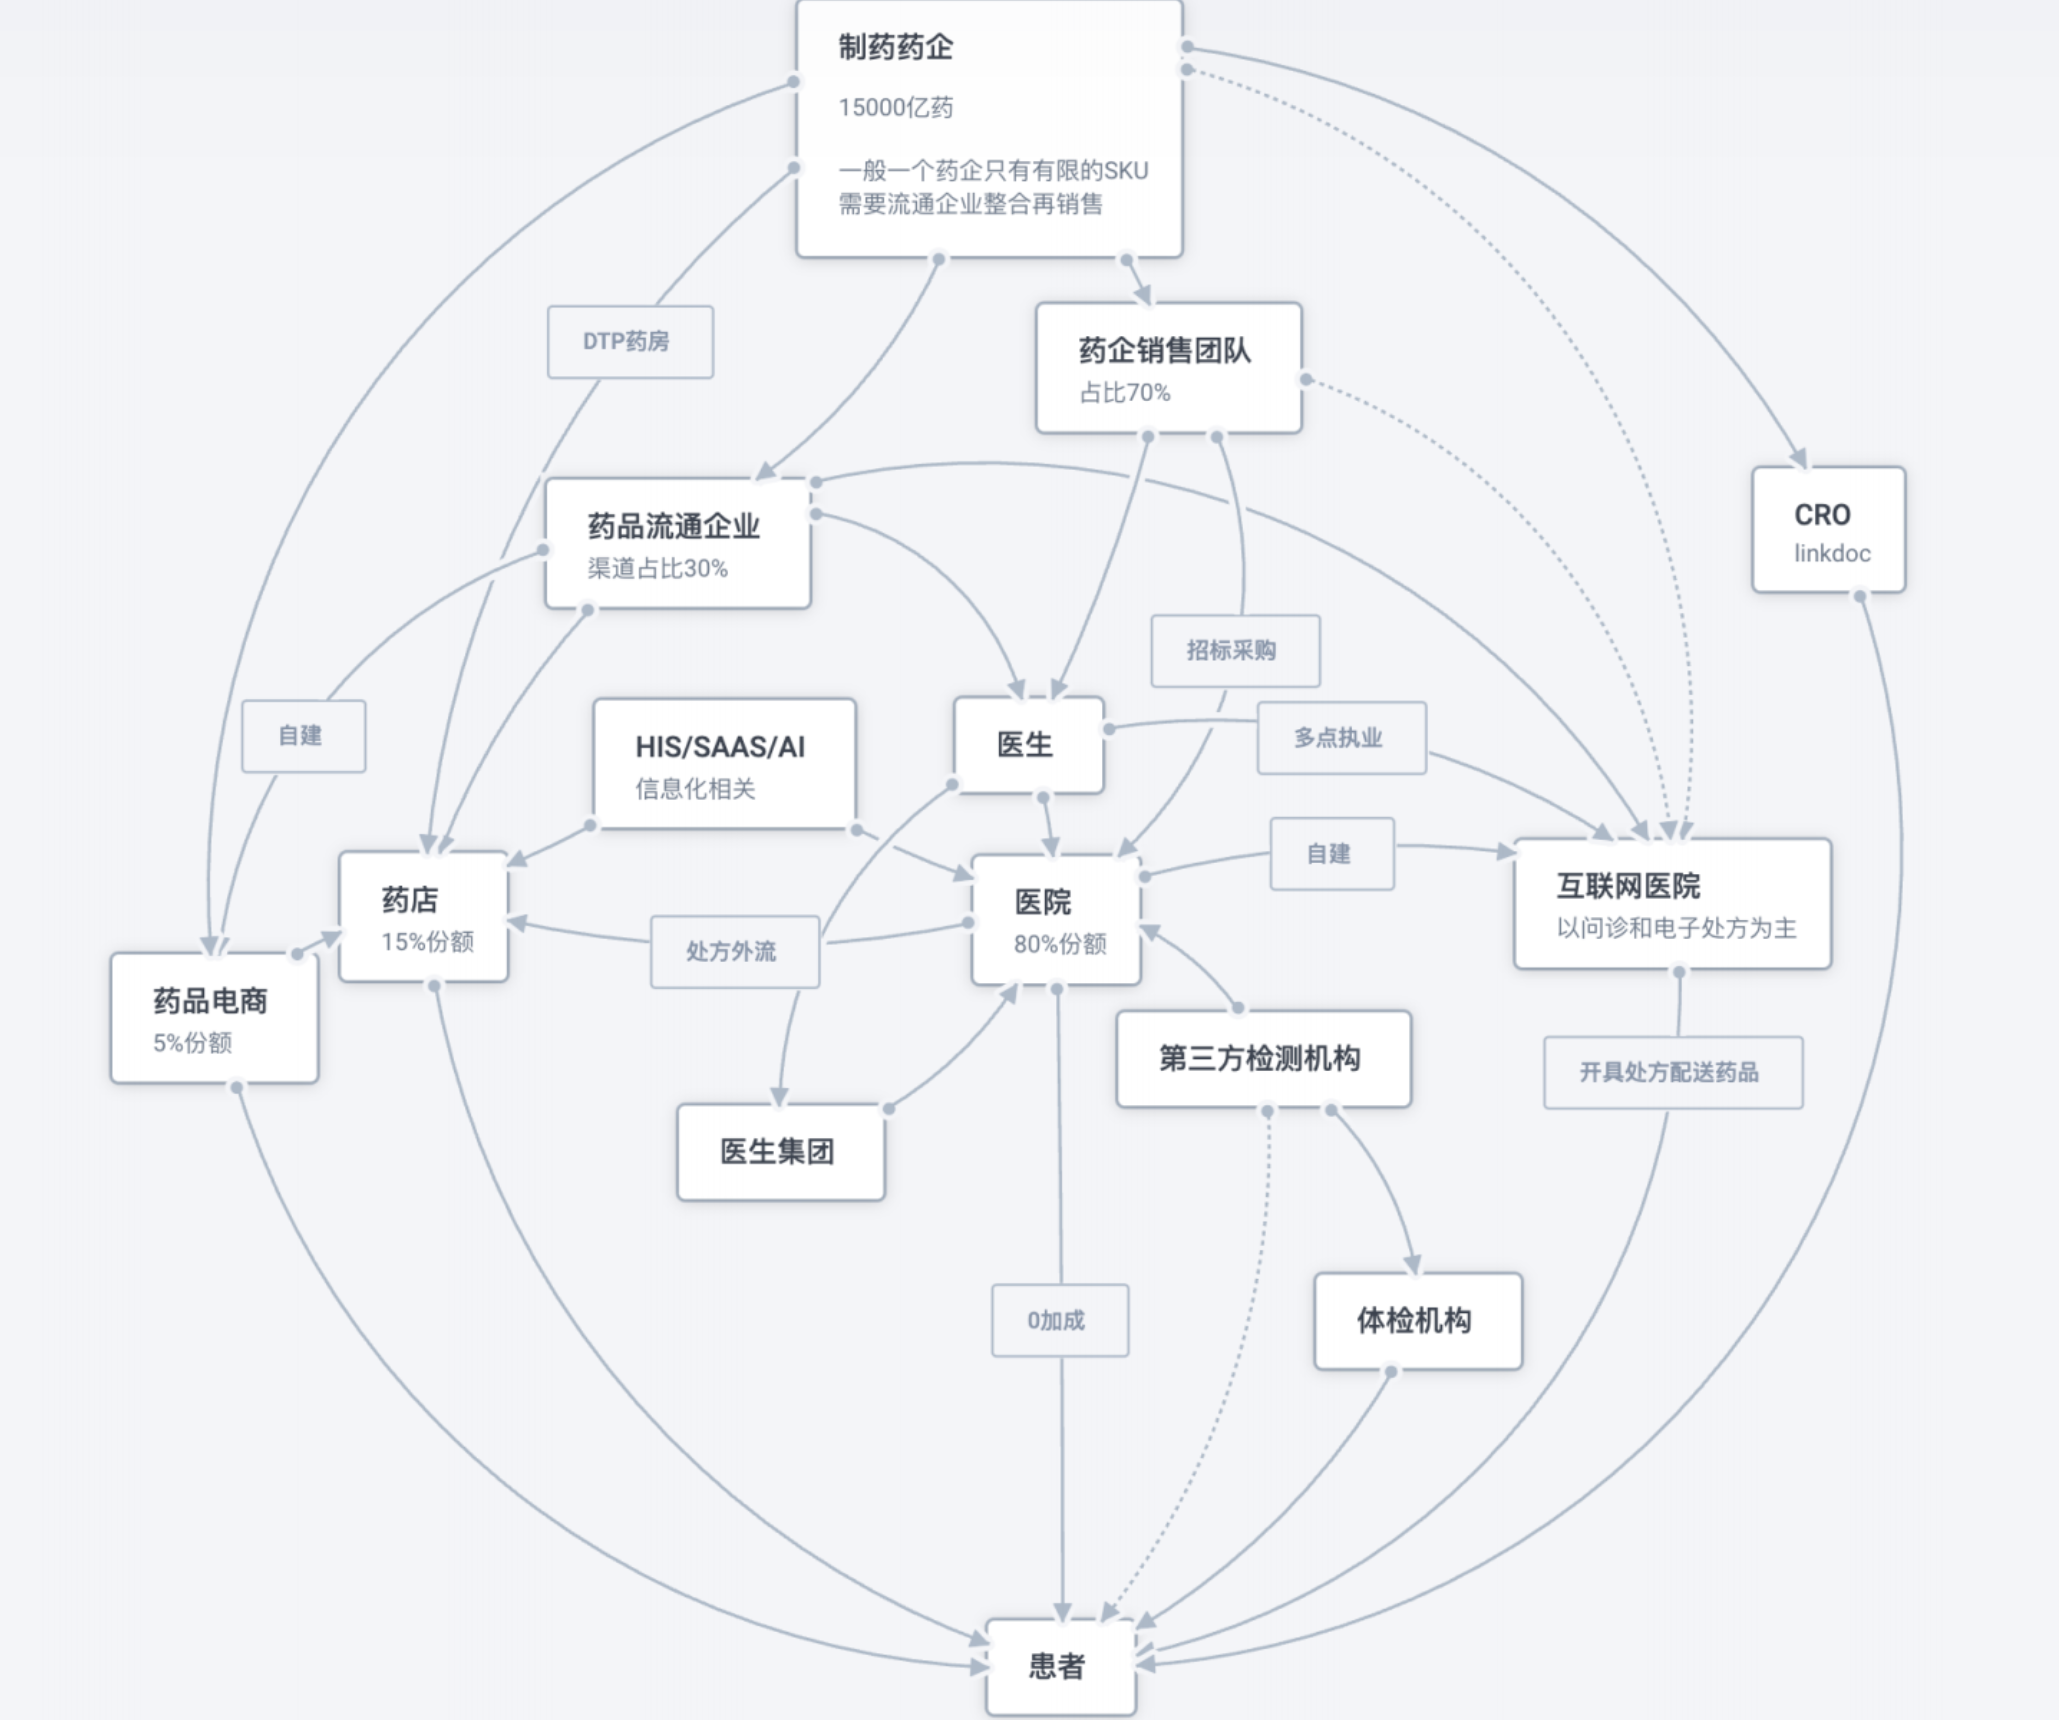 制药药企
15000亿药
一般一个药企只有有限的SKU
需要流通企业整合再销售
DTP药房
药企销售团队
占比70%
药品流通企业
渠道占比30%
CRO
linkdoc
招标采购
自建
HIS/SAAS/AI
信息化相关
医生
多点执业
自建
药店
15%份额
处方外流
医院
80%份额
互联网医院
以问诊和电子处方为主
药品电商
5%份额
第三方检测机构
开具处方配送药品
医生集团
0加成
体检机构
患者